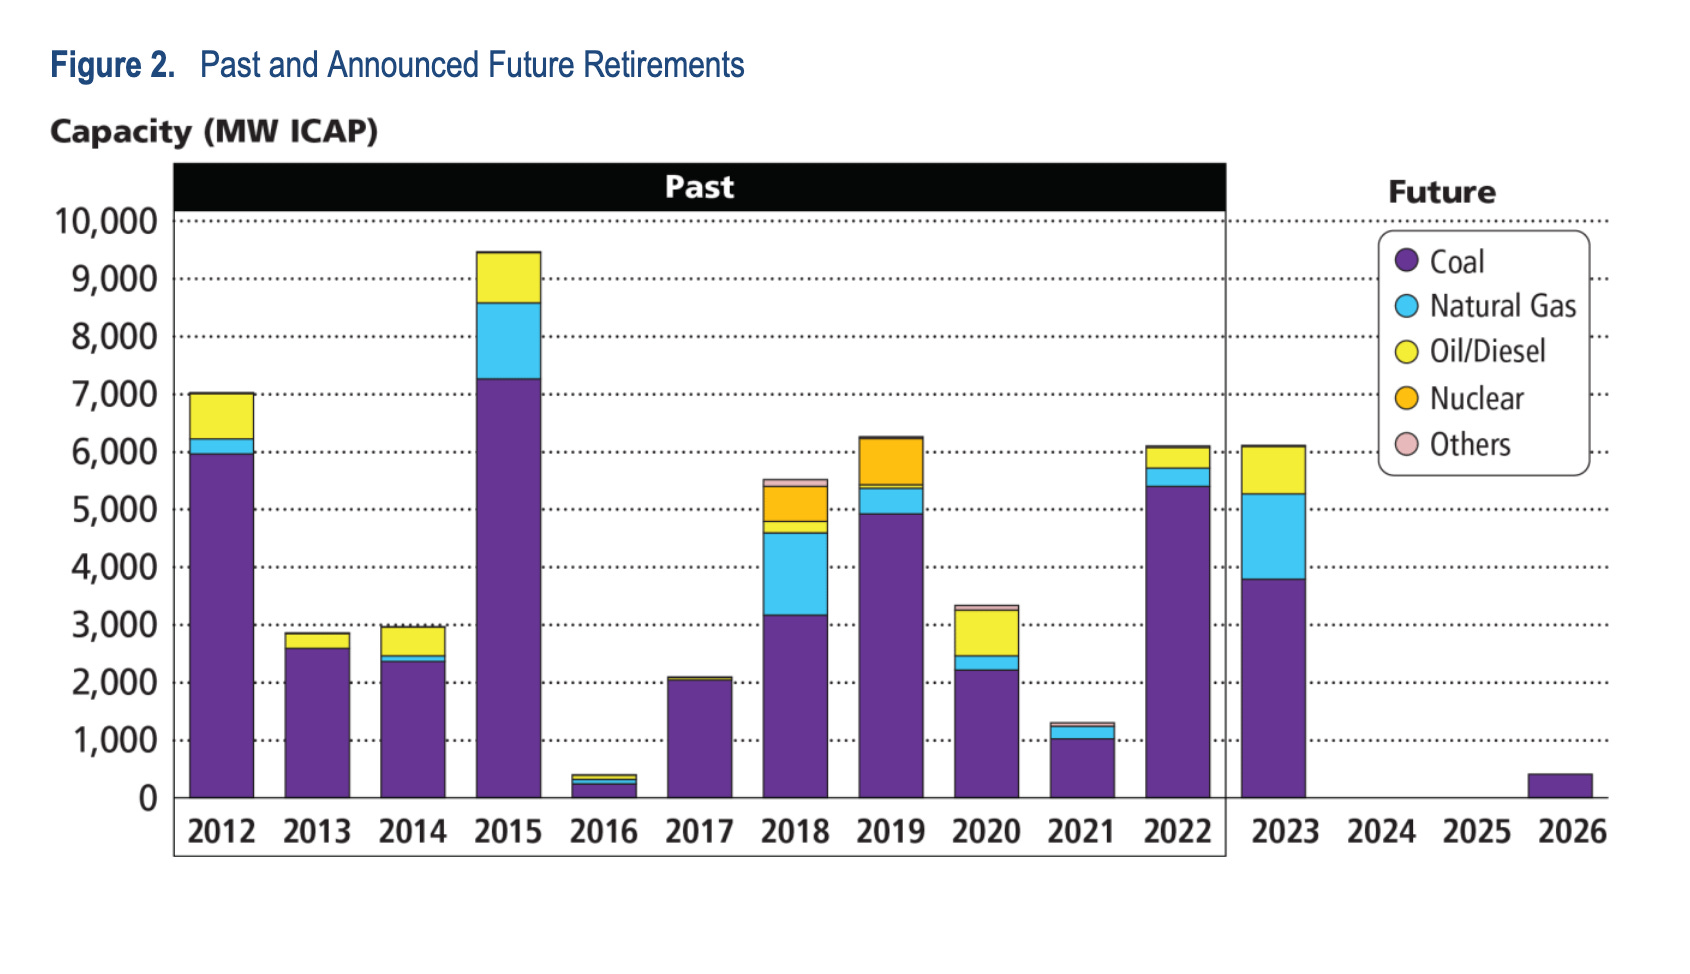 Figure 2. Past and Announced Future Retirements
Capacity (MW ICAP)
Past
Future
10,000
9,000
8,000
7,000
6,000
5,000
4,000
3,000
2,000
1,000
0
Coal
Natural Gas
Oil/Diesel
Nuclear
Others
2012 2013 2014 2015 2016 2017 2018 2019 2020 2021 2022 2023 2024 2025 2026